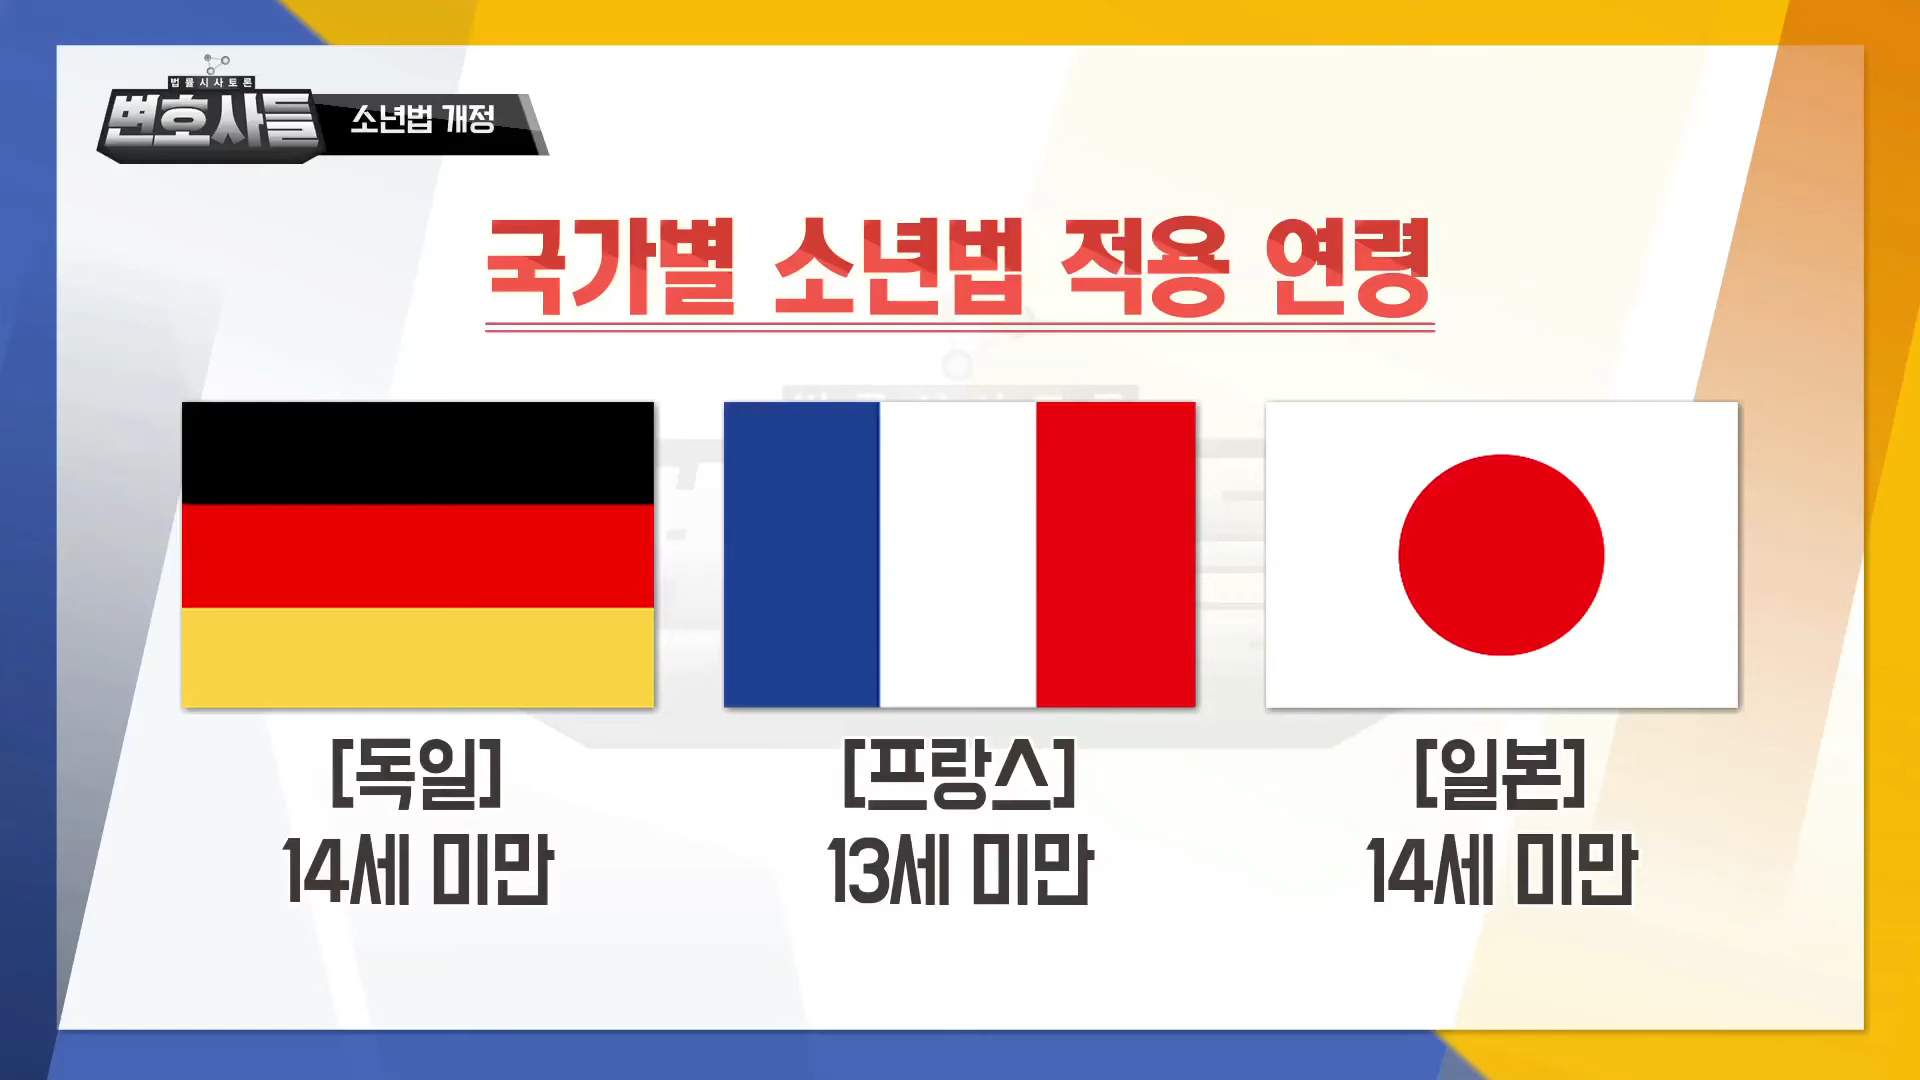 법률시사토론
변호사들
소년법 개정
국가별 소년법 적용 연령
[독일]
14세 미만
[프랑스]
13세 미만
[일본]
14세 미만